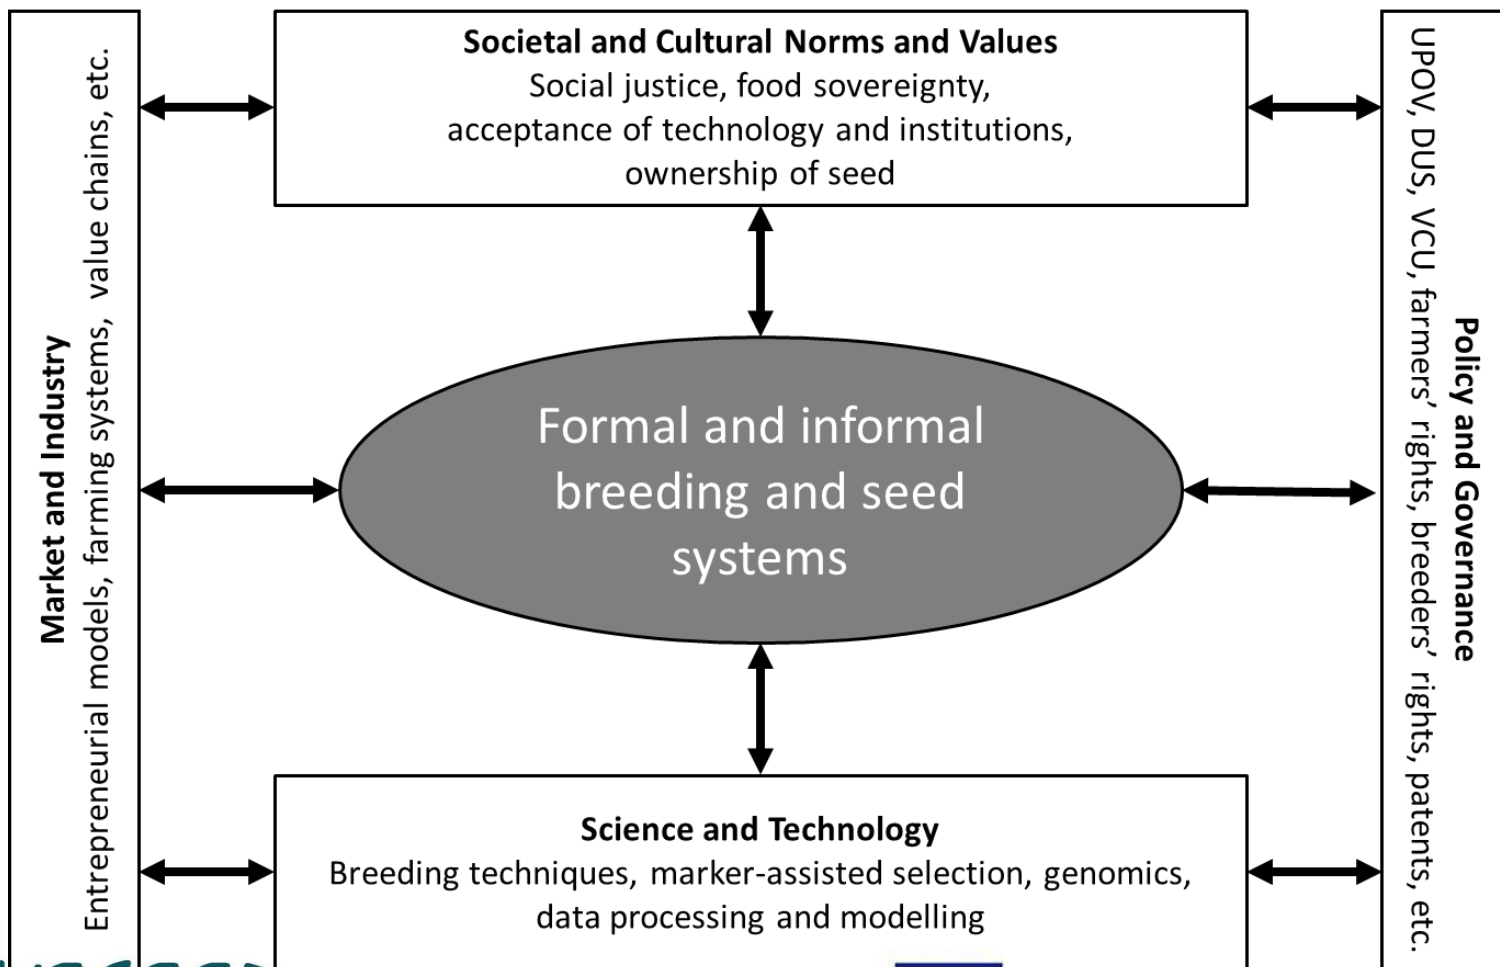 Societal and Cultural Norms and Values
Social justice, food sovereignty,
acceptance of technology and institutions,
ownership of seed
Market and Industry
Entrepreneurial models, farming systems, value chains, etc.
Formal and informal
breeding and seed
systems
Policy and Governance
UPOV, DUS, VCU, farmers’ rights, breeders’ rights, patents, etc.
Science and Technology
Breeding techniques, marker-assisted selection, genomics,
data processing and modelling